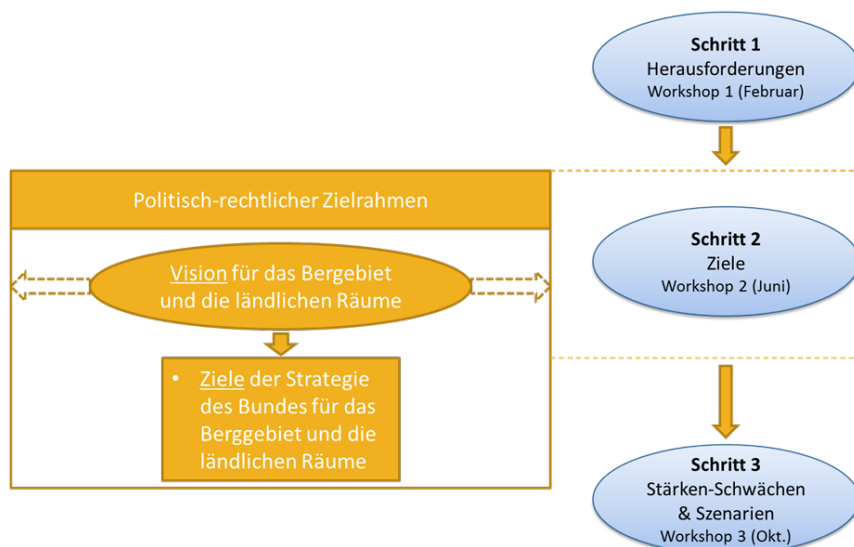 Schritt 1
Herausforderungen
Workshop 1 (Februar)
Politisch-rechtlicher Zielrahmen
Vision für das Bergebiet
und die ländlichen Räume
• Ziele der Strategie
des Bundes für das
Berggebiet und die
ländlichen Räume
Schritt 2
Ziele
Workshop 2 (Juni)
Schritt 3
Stärken-Schwächen
& Szenarien
Workshop 3 (Okt.)